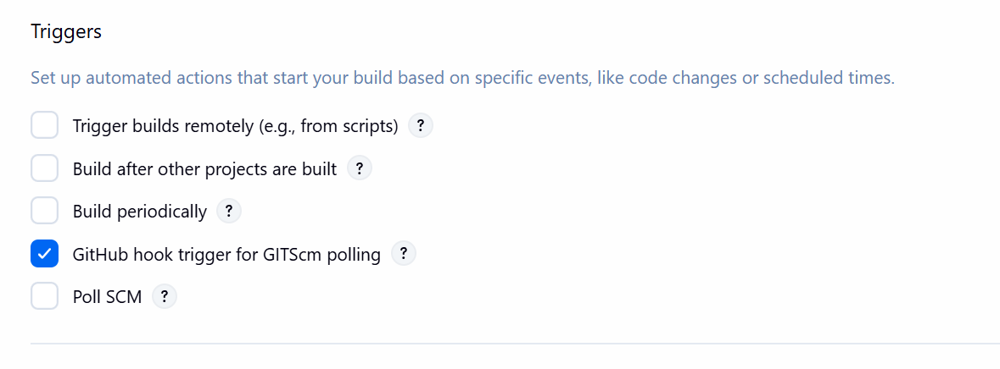 Triggers
Set up automated actions that start your build based on specific events, like code changes or scheduled times.
Trigger builds remotely (e.g., from scripts) ?
Build after other projects are built ?
Build periodically ?
GitHub hook trigger for GITScm polling ?
Poll SCM ?